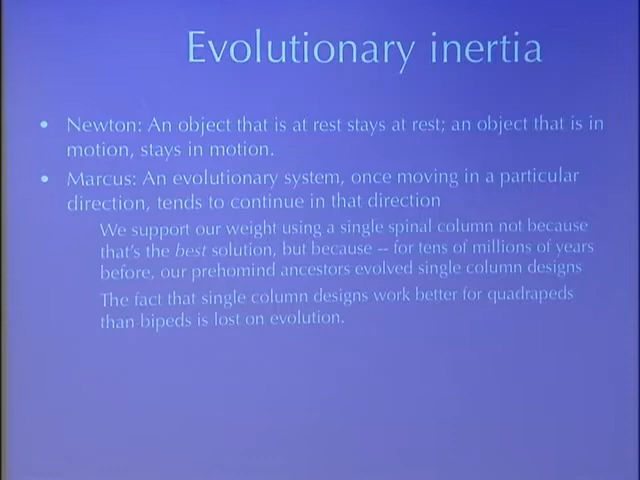 Evolutionary inertia
• Newton: An object that is at rest stays at rest; an object that is in
motion, stays in motion.
• Marcus: An evolutionary system, once moving in a particular
direction, tends to continue in that direction
We support our weight using a single spinal column not because
that's the best solution, but because -- for tens of millions of years
before, our prehomind ancestors evolved single column designs
The fact that single column designs work better for quadrapeds
than bipeds is lost on evolution.